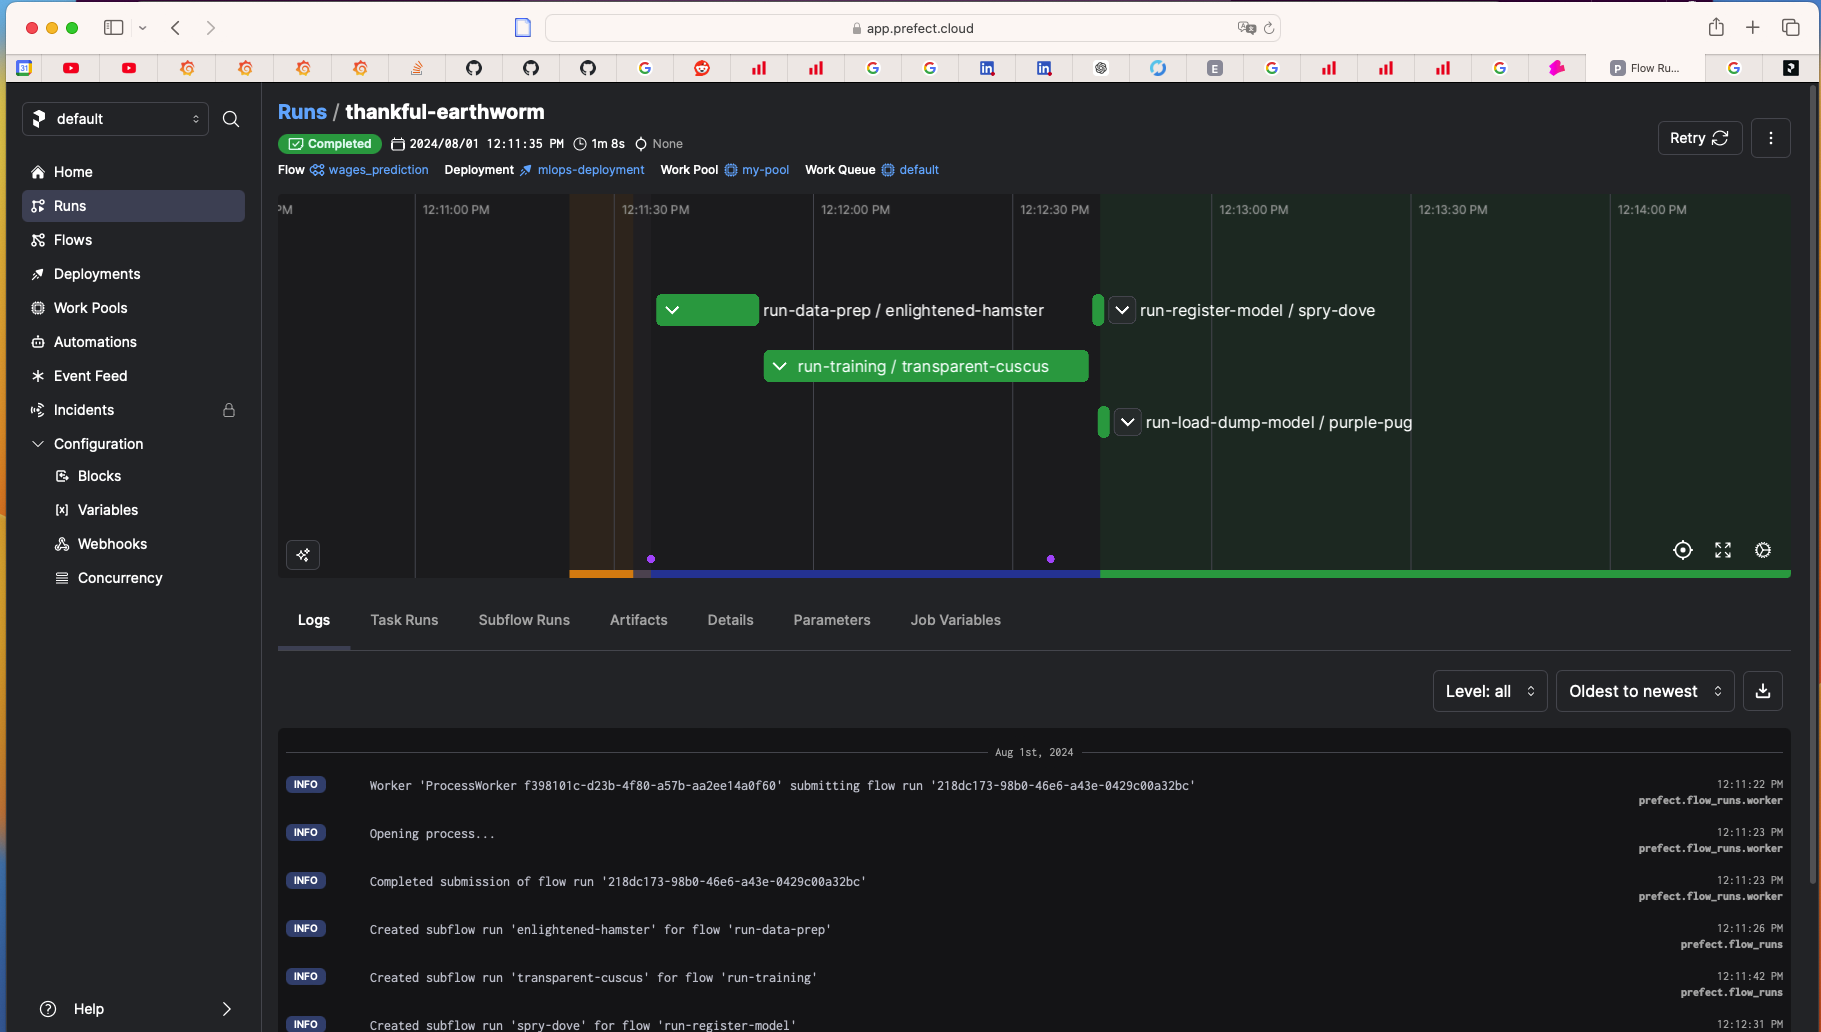 app.prefect.cloud
31
E
P Flow Ru...
default
Home
Runs
Flows
Deployments
Work Pools
Automations
Event Feed
Incidents
Configuration
Blocks
Variables
Webhooks
Concurrency
Help
Runs / thankful-earthworm
Completed 2024/08/01 12:11:35 PM 1m 8s None
Flow wages_prediction Deployment mlops-deployment Work Pool my-pool Work Queue default
Retry
PM 12:11:00 PM 12:11:30 PM 12:12:00 PM 12:12:30 PM 12:13:00 PM 12:13:30 PM 12:14:00 PM
run-data-prep / enlightened-hamster run-register-model / spry-dove
run-training / transparent-cuscus
run-load-dump-model / purple-pug
Logs Task Runs Subflow Runs Artifacts Details Parameters Job Variables
Level: all Oldest to newest
Aug 1st, 2024
INFO Worker 'ProcessWorker f398101c-d23b-4f80-a57b-aa2ee14a0f60' submitting flow run '218dc173-98b0-46e6-a43e-0429c00a32bc' 12:11:22 PM
prefect.flow_runs.worker
INFO Opening process... 12:11:23 PM
prefect.flow_runs.worker
INFO Completed submission of flow run '218dc173-98b0-46e6-a43e-0429c00a32bc' 12:11:23 PM
prefect.flow_runs.worker
INFO Created subflow run 'enlightened-hamster' for flow 'run-data-prep' 12:11:26 PM
prefect.flow_runs
INFO Created subflow run 'transparent-cuscus' for flow 'run-training' 12:11:42 PM
prefect.flow_runs
INFO Created subflow run 'spry-dove' for flow 'run-register-model' 12:12:31 PM